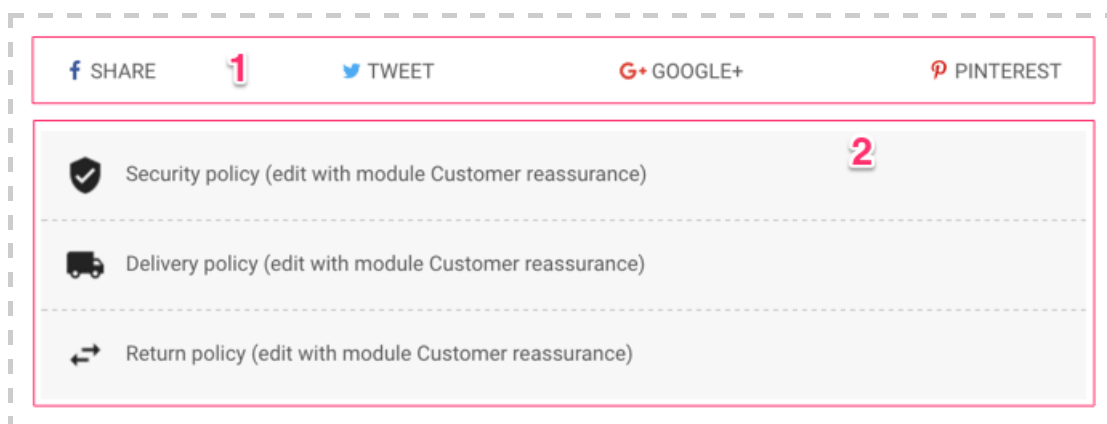 SHARE 1 TWEET GOOGLE+ PINTEREST
2
Security policy (edit with module Customer reassurance)
Delivery policy (edit with module Customer reassurance)
Return policy (edit with module Customer reassurance)